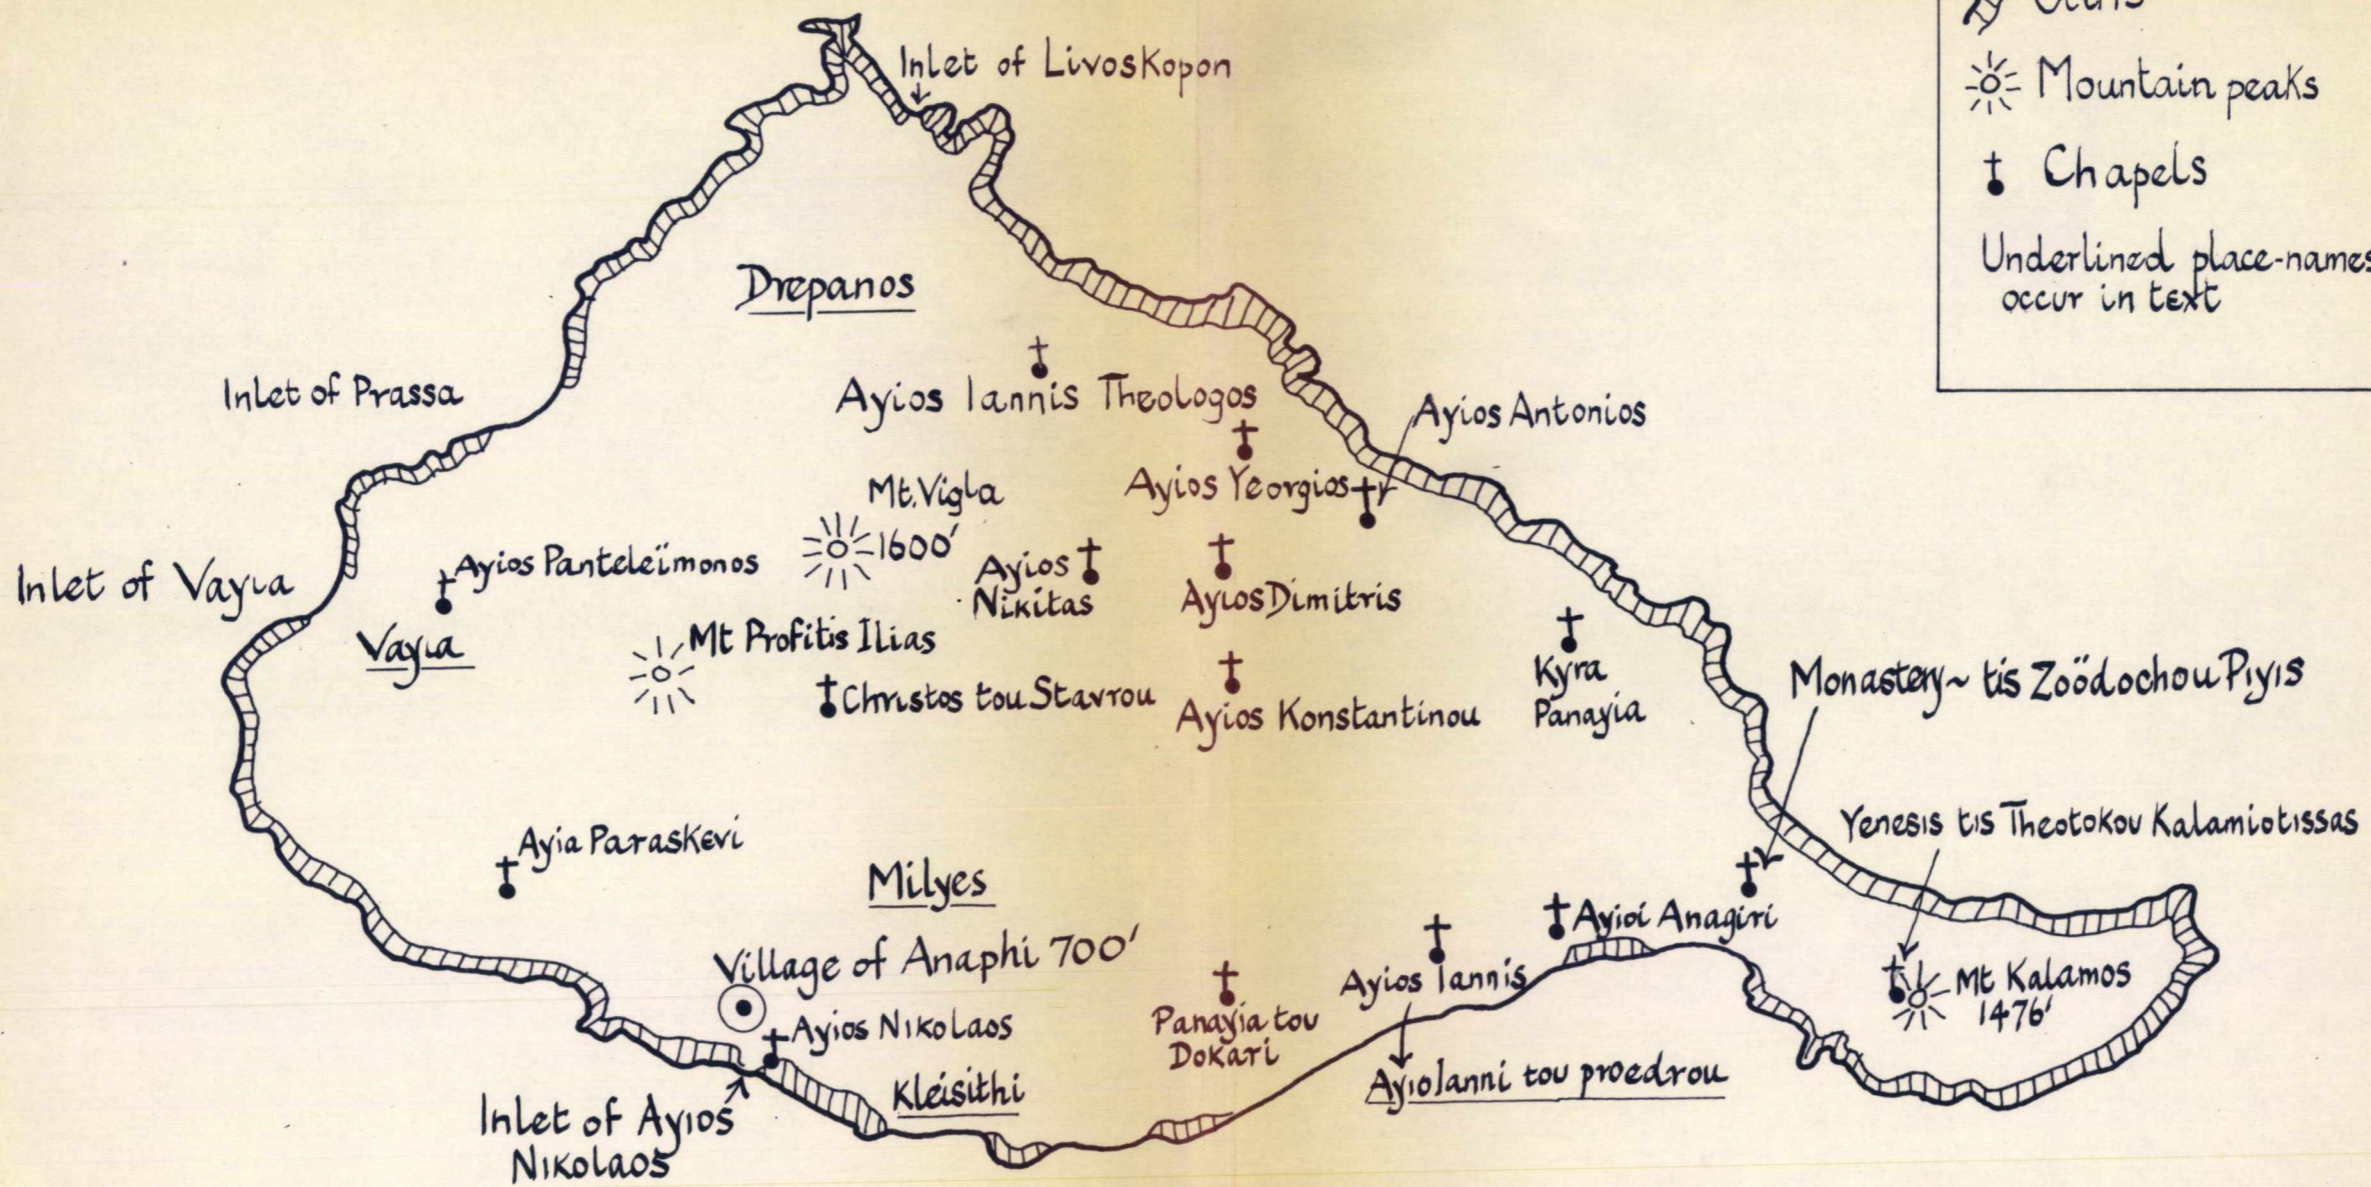 Inlet of Livoskopon
Mountain peaks
Chapels
Underlined place-names
occur in text
Drepanos
Inlet of Prassa
Ayios Iannis Theologos
Ayios Antonios
Mt. Vigla
1600'
Ayios Yeorgios
Inlet of Vayia
Ayios Panteleïmonos
Ayios
Nikitas
Ayios Dimitris
Vayia
Mt Profitis Ilias
Christos tou Stavrou
Ayios Konstantinou
Kyra
Panayia
Monastery~ tis Zoödochou Piyis
Yenesis tis Theotokou Kalamiotissas
Ayia Paraskevi
Milyes
Village of Anaphi 700'
Ayioi Anagiri
Ayios Iannis
Mt Kalamos
1476'
Ayios Nikolaos
Panayia tou
Dokari
Kleisithi
AyioIanni tou proedrou
Inlet of Ayios
Nikolaos